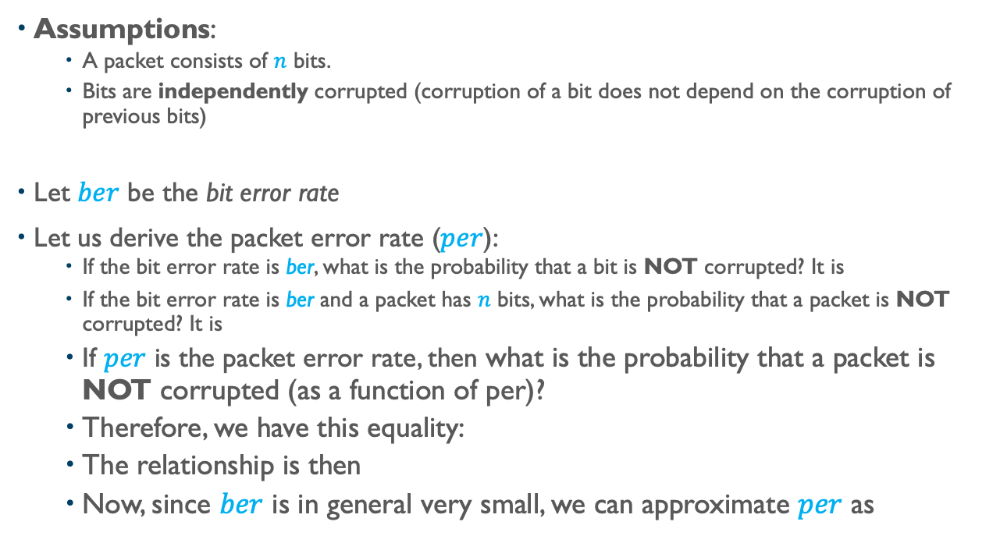 • Assumptions:
• A packet consists of n bits.
• Bits are independently corrupted (corruption of a bit does not depend on the corruption of
previous bits)
• Let ber be the bit error rate
• Let us derive the packet error rate (per):
• If the bit error rate is ber, what is the probability that a bit is NOT corrupted? It is
• If the bit error rate is ber and a packet has n bits, what is the probability that a packet is NOT
corrupted? It is
• If per is the packet error rate, then what is the probability that a packet is
NOT corrupted (as a function of per)?
• Therefore, we have this equality:
• The relationship is then
• Now, since ber is in general very small, we can approximate per as